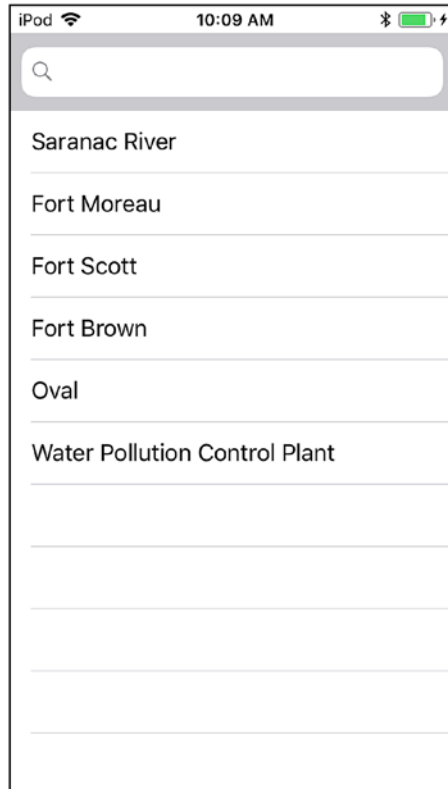 iPod 10:09 AM
Saranac River
Fort Moreau
Fort Scott
Fort Brown
Oval
Water Pollution Control Plant